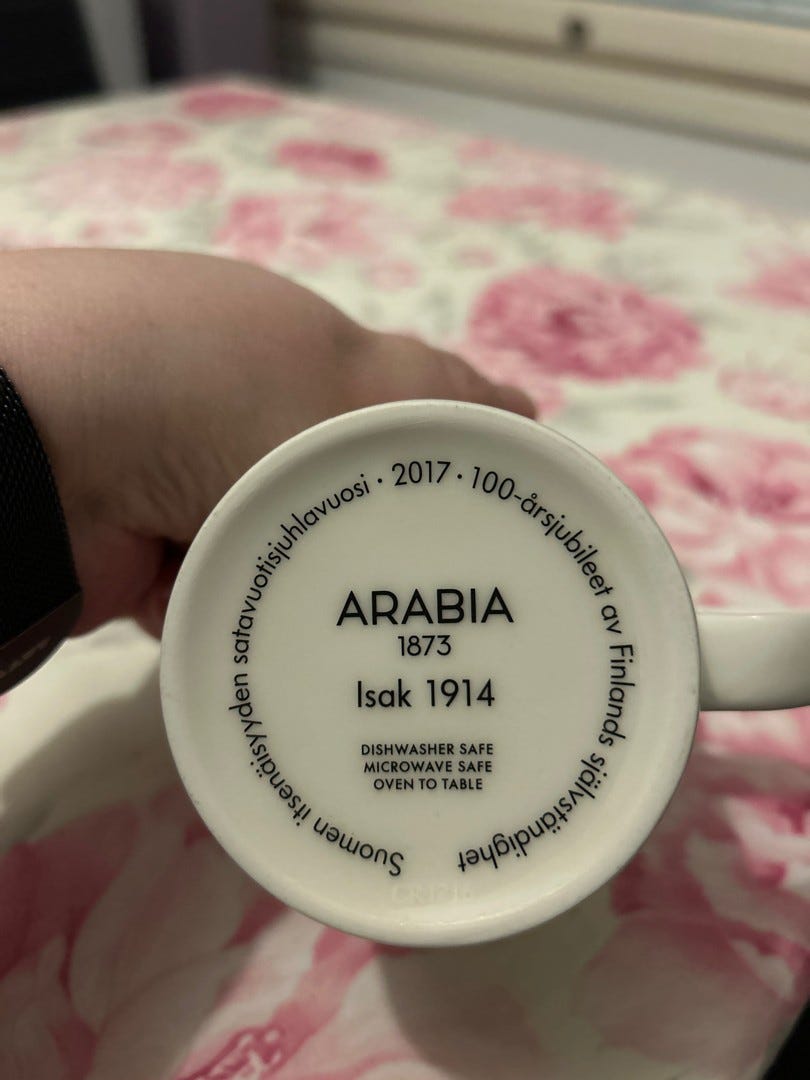 Suomen itsenäisyyden satavuotisjuhlavuosi · 2017 · 100-årsjubileet av Finlands självständighet
ARABIA
1873
Isak 1914
DISHWASHER SAFE
MICROWAVE SAFE
OVEN TO TABLE